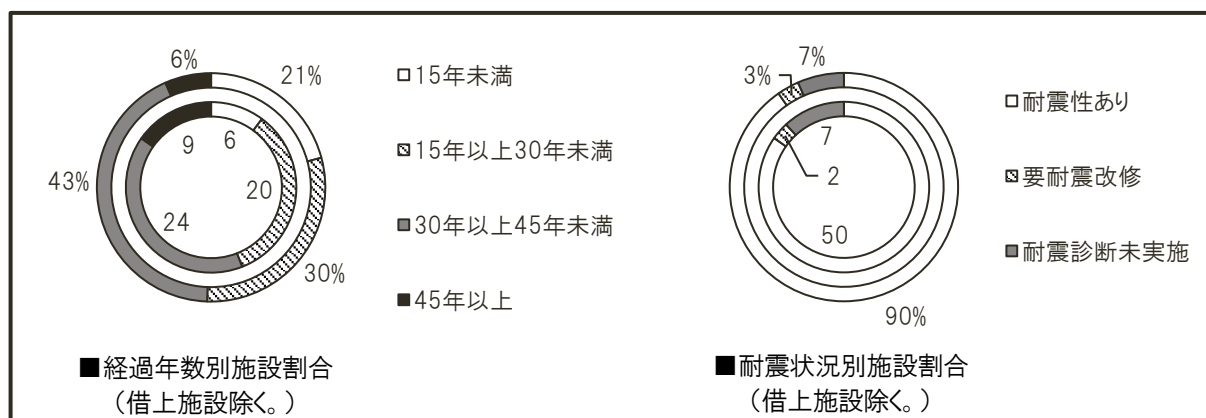 6%
21%
43%
30%
9
6
20
24
□15年未満
15年以上30年未満
■30年以上45年未満
■45年以上
■経過年数別施設割合
（借上施設除く。）
3%
7%
7
2
50
90%
□耐震性あり
要耐震改修
■耐震診断未実施
■耐震状況別施設割合
（借上施設除く。）